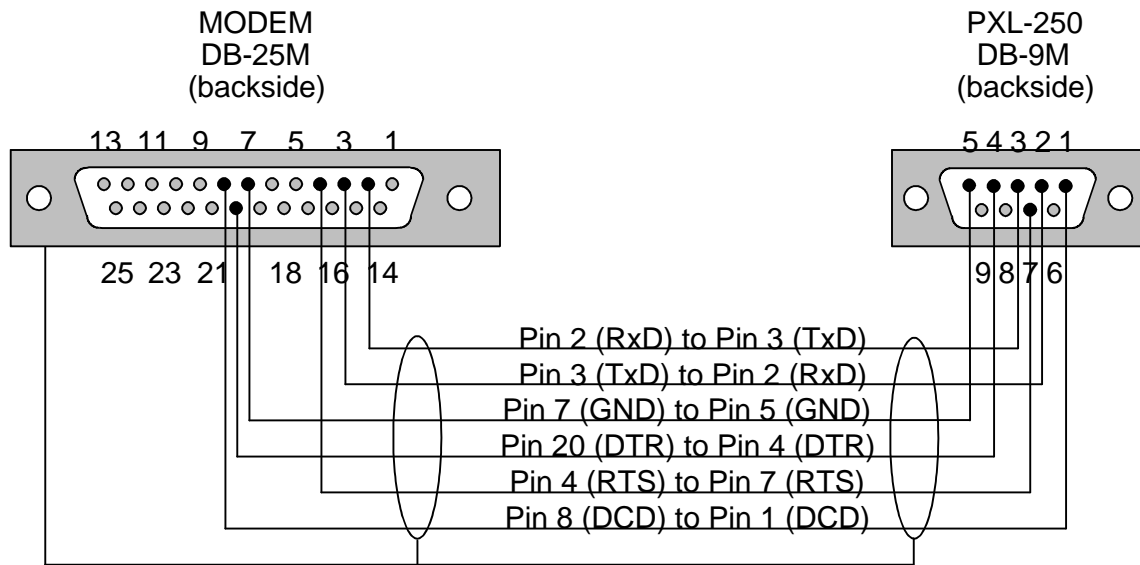 MODEM
DB-25M
(backside)
PXL-250
DB-9M
(backside)
13 11 9 7 5 3 1
5 4 3 2 1
25 23 21 18 16 14
9 8 7 6
Pin 2 (RxD) to Pin 3 (TxD)
Pin 3 (TxD) to Pin 2 (RxD)
Pin 7 (GND) to Pin 5 (GND)
Pin 20 (DTR) to Pin 4 (DTR)
Pin 4 (RTS) to Pin 7 (RTS)
Pin 8 (DCD) to Pin 1 (DCD)